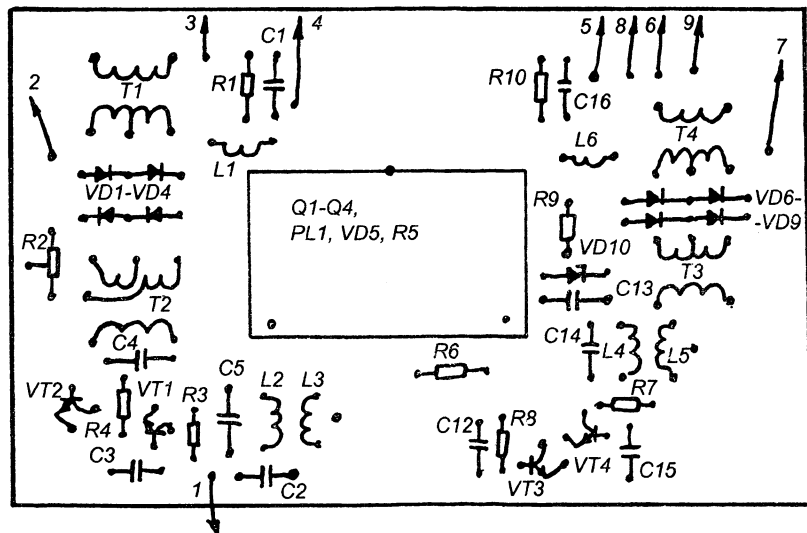 3
4
5
8
6
9
7
2
C1
T1
R1
R10
C16
T4
L1
L6
VD1-VD4
Q1-Q4,
PL1, VD5, R5
R9
VD6-
-VD9
R2
VD10
T3
T2
C13
C4
C14
L4
L5
R6
VT2
VT1
R3
C5
L2
L3
R7
R4
C12
R8
C3
1
C2
VT3
VT4
C15